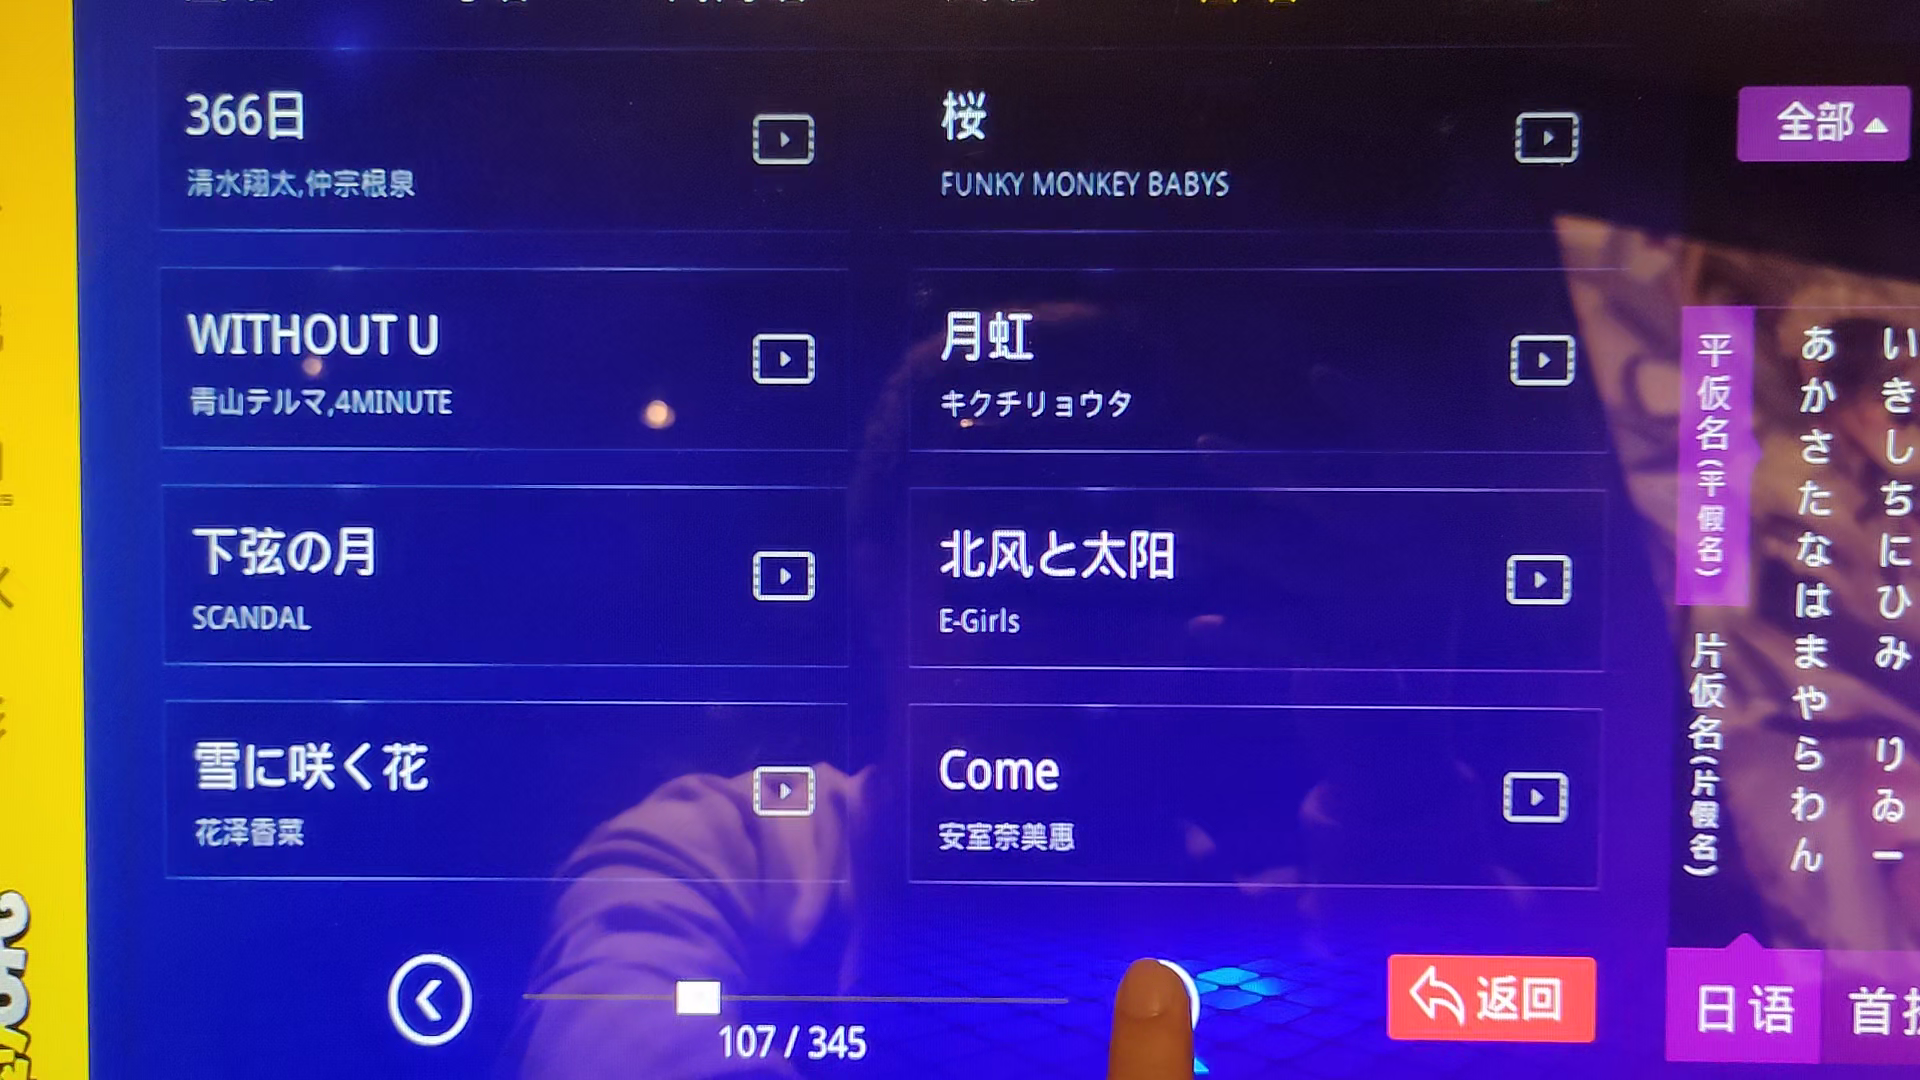 366日
清水翔太,仲宗根泉
桜
FUNKY MONKEY BABYS
全部
WITHOUT U
青山テルマ,4MINUTE
月虹
キクチリョウタ
下弦の月
SCANDAL
北风と太阳
E-Girls
雪に咲く花
花泽香菜
Come
安室奈美惠
平仮名(平假名)
片仮名(片假名)
あかさたなはまやらわん
いきしちにひみ りゐー
107 / 345
返回
日语
首